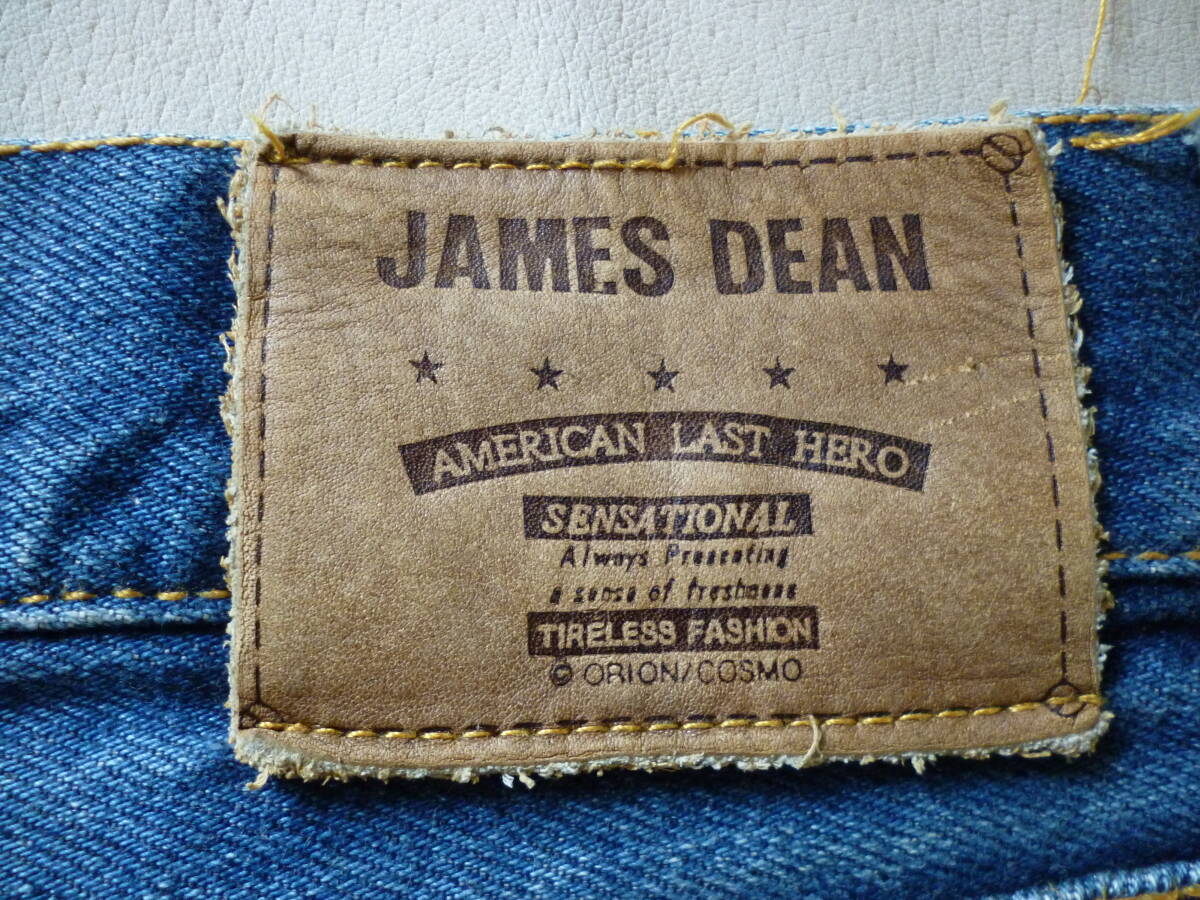 JAMES DEAN
AMERICAN LAST HERO
SENSATIONAL
Always Presenting
a sense of freshness
TIRELESS FASHION
© ORION/COSMO